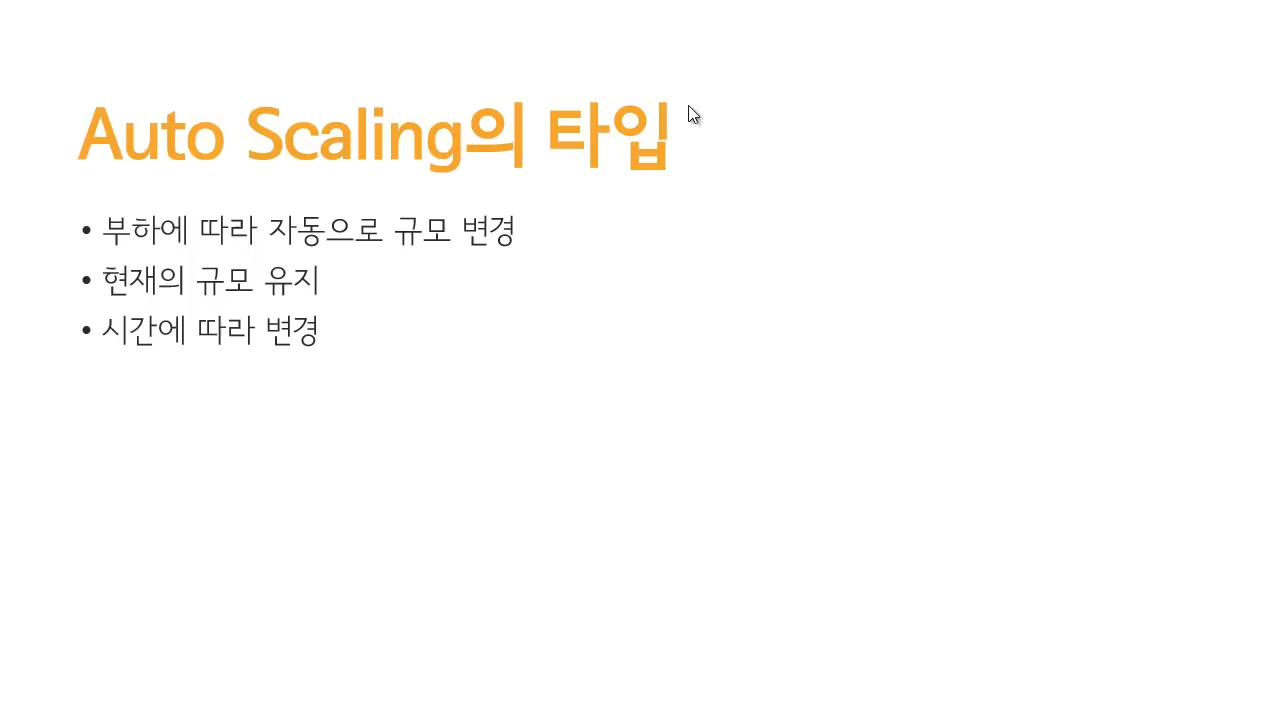 Auto Scaling의 타입
• 부하에 따라 자동으로 규모 변경
• 현재의 규모 유지
• 시간에 따라 변경